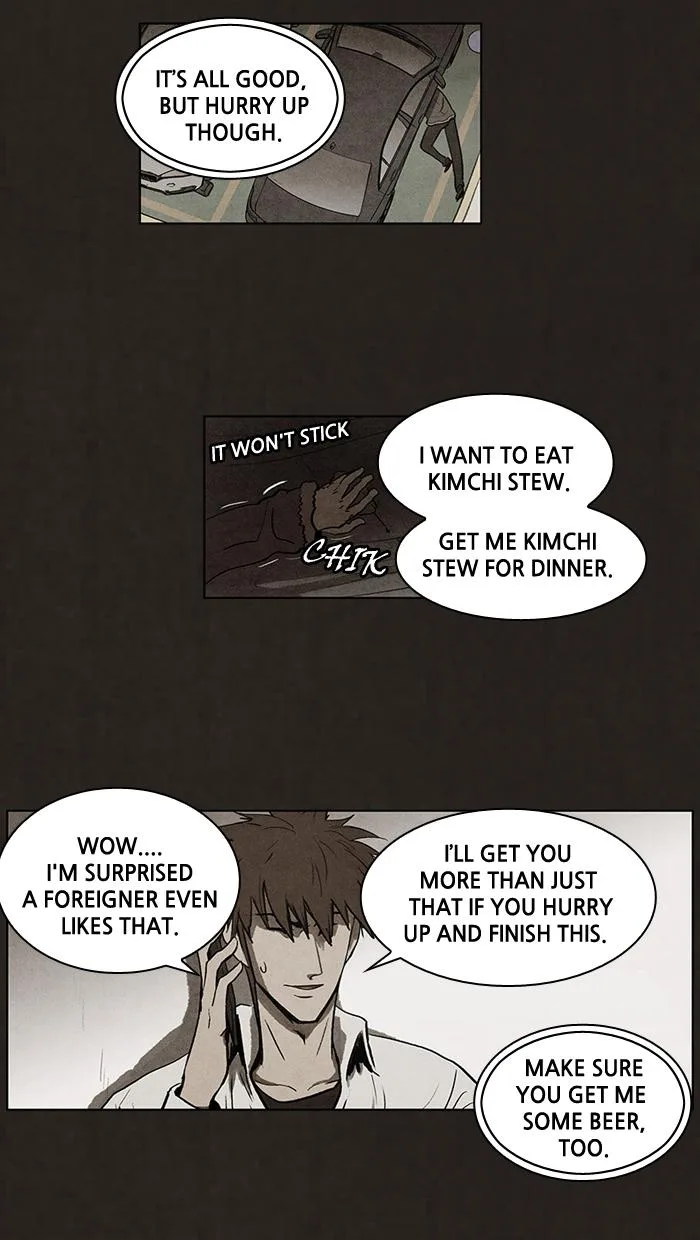 IT'S ALL GOOD,
BUT HURRY UP
THOUGH.
IT WON'T STICK
I WANT TO EAT
KIMCHI STEW.
CHIK
GET ME KIMCHI
STEW FOR DINNER.
WOW....
I'M SURPRISED
A FOREIGNER EVEN
LIKES THAT.
I'LL GET YOU
MORE THAN JUST
THAT IF YOU HURRY
UP AND FINISH THIS.
MAKE SURE
YOU GET ME
SOME BEER,
TOO.